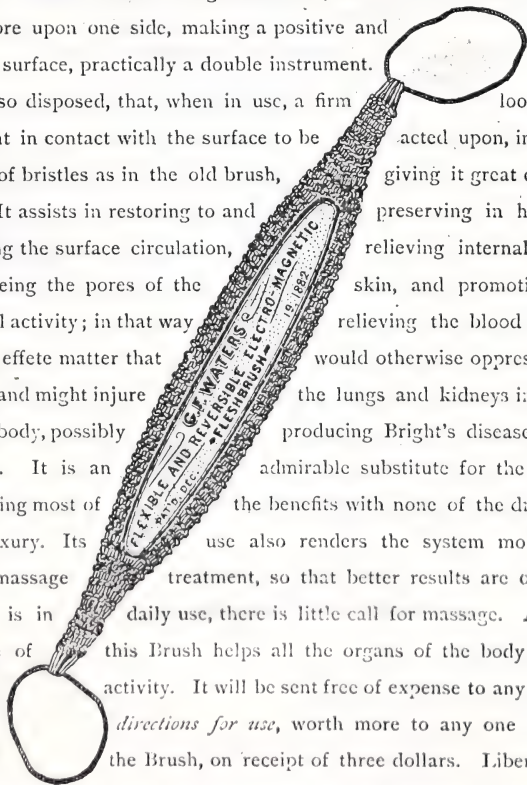 ore upon one side, making a positive and
surface, practically a double instrument.
so disposed, that, when in use, a firm loo
nt in contact with the surface to be acted upon, in
of bristles as in the old brush, giving it great
It assists in restoring to and preserving in h
ng the surface circulation, relieving internal
eeing the pores of the skin, and promoti
l activity; in that way relieving the blood
effete matter that would otherwise oppres
and might injure the lungs and kidneys i
body, possibly producing Bright's disease
. It is an admirable substitute for the
ing most of the benefits with none of the d
xury. Its use also renders the system mo
massage treatment, so that better results are
is in daily use, there is little call for massage.
of this Brush helps all the organs of the body
activity. It will be sent free of expense to any
directions for use, worth more to any one
the Brush, on receipt of three dollars. Liber
G.F. WATERS
FLEXIBLE AND REVERSIBLE ELECTRO-MAGNETIC
FLESHBRUSH
PAT'D. DEC. 19. 1882.